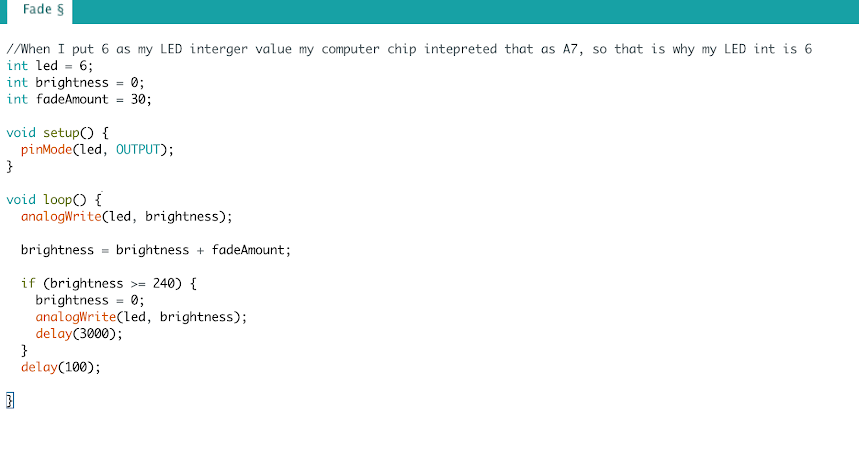 Fade §
//When I put 6 as my LED interger value my computer chip intepreted that as A7, so that is why my LED int is 6
int led = 6;
int brightness = 0;
int fadeAmount = 30;
void setup() {
  pinMode(led, OUTPUT);
}
void loop() {
  analogWrite(led, brightness);
  brightness = brightness + fadeAmount;
  if (brightness >= 240) {
    brightness = 0;
    analogWrite(led, brightness);
    delay(3000);
  }
  delay(100);
}